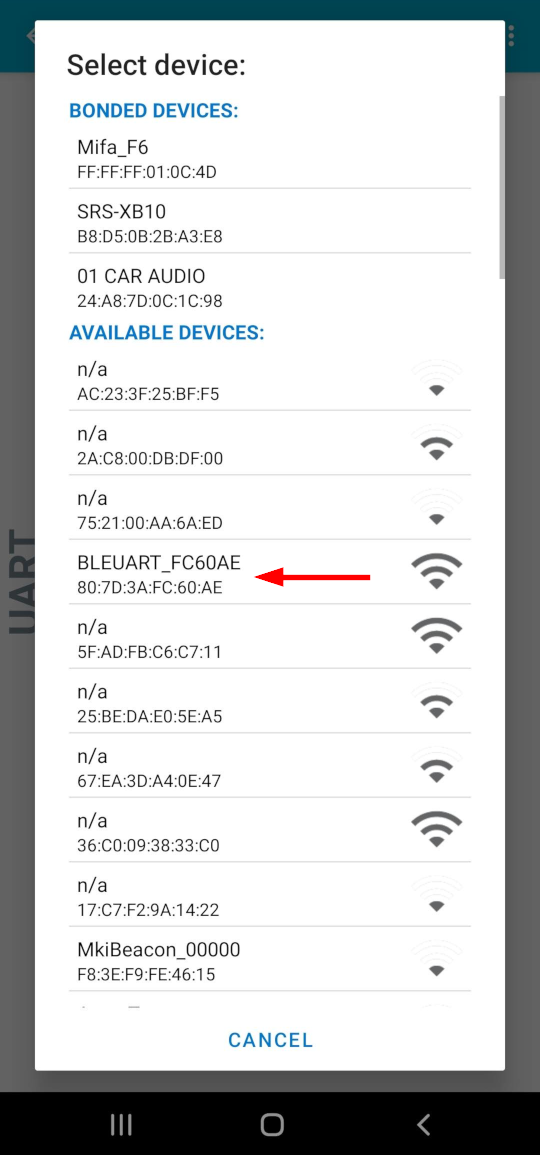 Select device:
BONDED DEVICES:
Mifa_F6
FF:FF:FF:01:0C:4D
SRS-XB10
B8:D5:0B:2B:A3:E8
01 CAR AUDIO
24:A8:7D:0C:1C:98
AVAILABLE DEVICES:
n/a
AC:23:3F:25:BF:F5
n/a
2A:C8:00:DB:DF:00
n/a
75:21:00:AA:6A:ED
BLEUART_FC60AE
80:7D:3A:FC:60:AE
n/a
5F:AD:FB:C6:C7:11
n/a
25:BE:DA:E0:5E:A5
n/a
67:EA:3D:A4:0E:47
n/a
36:C0:09:38:33:C0
n/a
17:C7:F2:9A:14:22
MkiBeacon_00000
F8:3E:F9:FE:46:15
CANCEL
UART